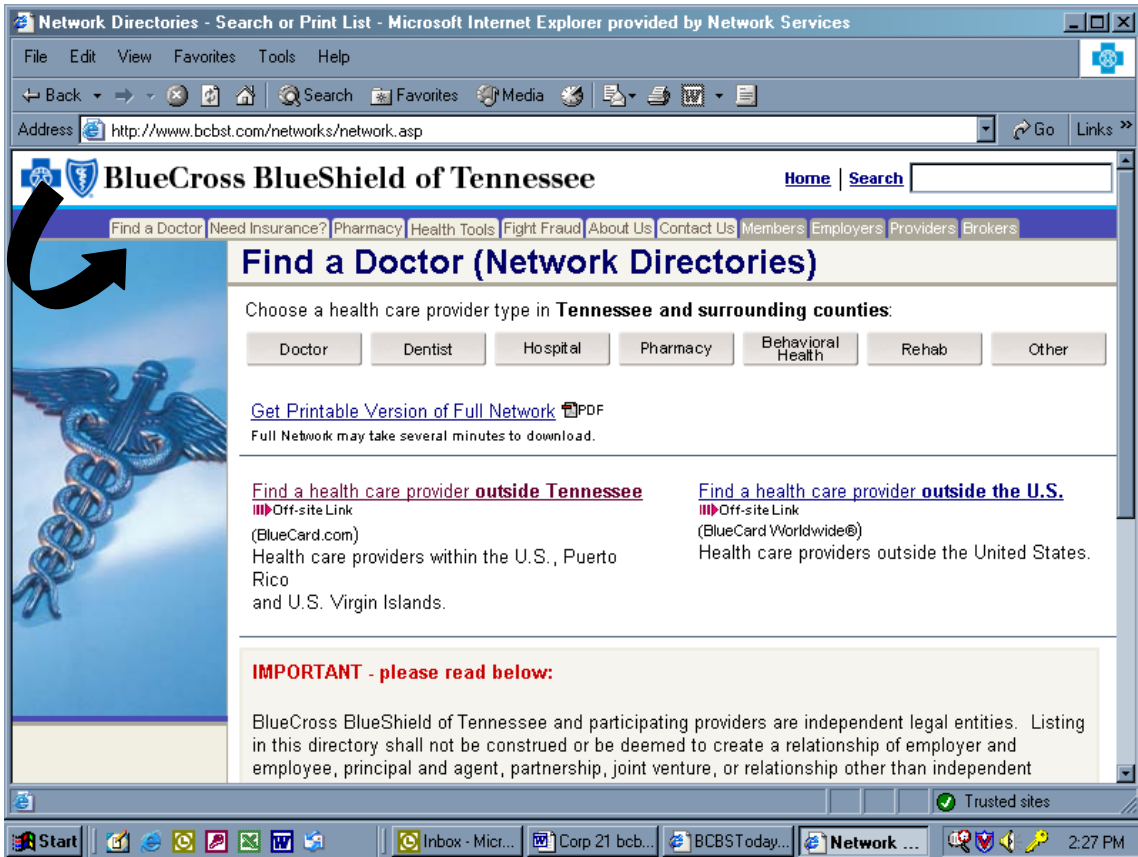 Network Directories - Search or Print List - Microsoft Internet Explorer provided by Network Services
File Edit View Favorites Tools Help
Back Search Favorites Media
Address http://www.bcbst.com/networks/network.asp Go Links »
BlueCross BlueShield of Tennessee Home | Search
Find a Doctor Need Insurance? Pharmacy Health Tools Fight Fraud About Us Contact Us Members Employers Providers Brokers
Find a Doctor (Network Directories)
Choose a health care provider type in Tennessee and surrounding counties:
Doctor Dentist Hospital Pharmacy Behavioral Health Rehab Other
Get Printable Version of Full Network PDF
Full Network may take several minutes to download.
Find a health care provider outside Tennessee
Off-site Link
(BlueCard.com)
Health care providers within the U.S., Puerto
Rico
and U.S. Virgin Islands.
Find a health care provider outside the U.S.
Off-site Link
(BlueCard Worldwide®)
Health care providers outside the United States.
IMPORTANT - please read below:
BlueCross BlueShield of Tennessee and participating providers are independent legal entities. Listing
in this directory shall not be construed or be deemed to create a relationship of employer and
employee, principal and agent, partnership, joint venture, or relationship other than independent
Trusted sites
Start Inbox - Micr... Corp 21 bcb... BCBSToday... Network ... 2:27 PM